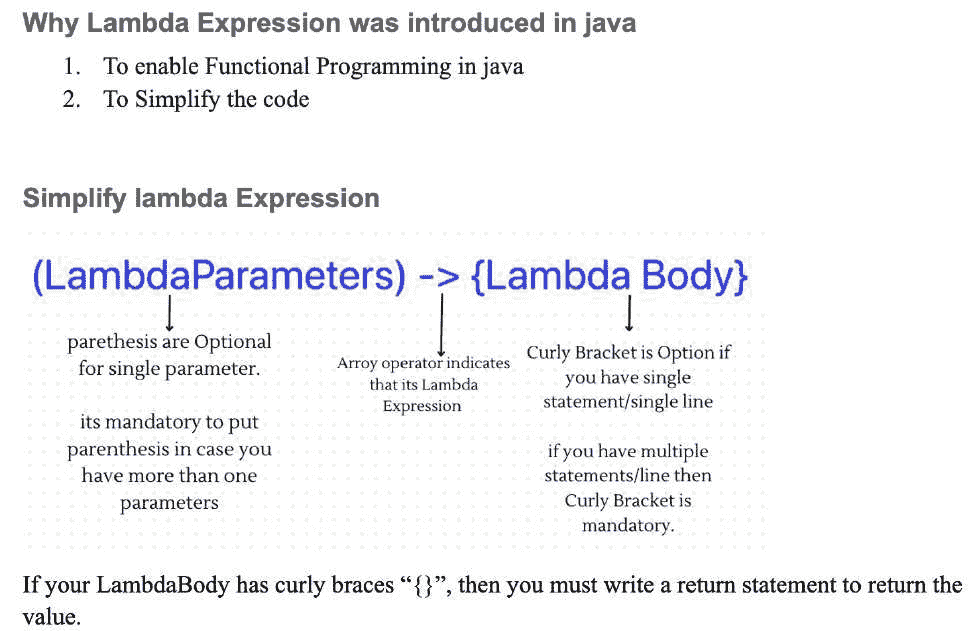 Why Lambda Expression was introduced in java
1. To enable Functional Programming in java
2. To Simplify the code
Simplify lambda Expression
(LambdaParameters) -> {Lambda Body}
parethesis are Optional
for single parameter.
its mandatory to put
parenthesis in case you
have more than one
parameters
Arroy operator indicates
that its Lambda
Expression
Curly Bracket is Option if
you have single
statement/single line
if you have multiple
statements/line then
Curly Bracket is
mandatory.
If your LambdaBody has curly braces “{}”, then you must write a return statement to return the
value.